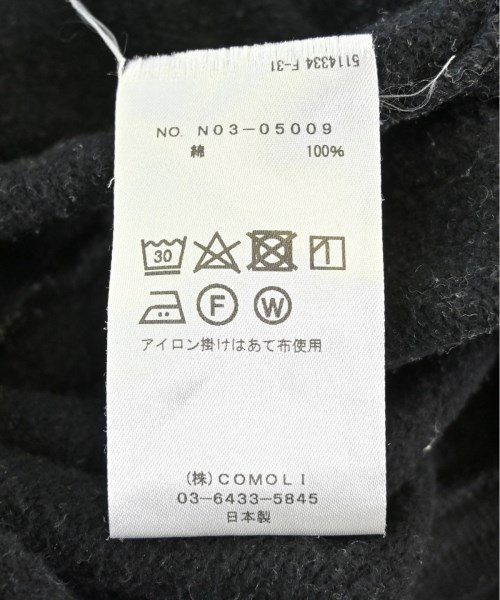 5114334 F-31
NO. N03-05009
綿 100%
30
F W
アイロン掛けはあて布使用
(株)COMOLI
03-6433-5845
日本製